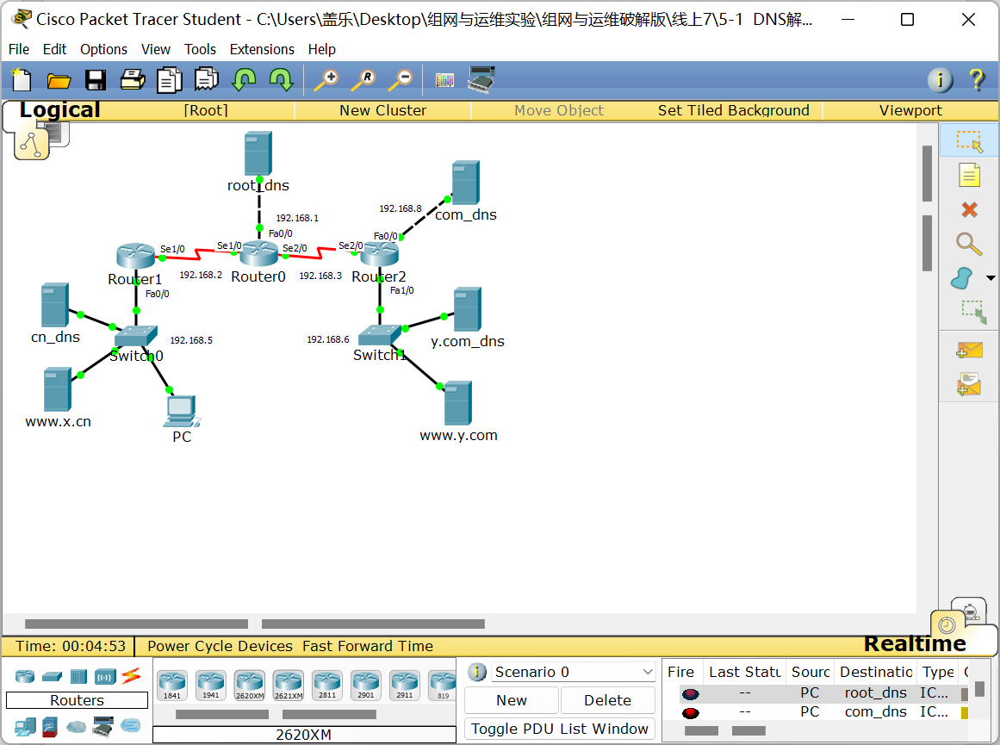 Cisco Packet Tracer Student - C:\Users\盖乐\Desktop\组网与运维实验\组网与运维破解版\线上7\5-1 DNS解...
File Edit Options View Tools Extensions Help
Logical [Root] New Cluster Move Object Set Tiled Background Viewport
root_dns
com_dns
192.168.8
192.168.1
Fa0/0
Fa0/0
Se1/0
Se1/0
Se2/0
Se2/0
Router1
192.168.2
Router0
192.168.3
Router2
Fa0/0
Fa1/0
cn_dns
192.168.5
192.168.6
y.com_dns
Switch0
Switch1
www.x.cn
PC
www.y.com
Time: 00:04:53 Power Cycle Devices Fast Forward Time Realtime
Routers
1841 1941 2620XM 2621XM 2811 2901 2911 819
2620XM
Scenario 0
New Delete
Toggle PDU List Window
Fire Last Statu Sourc Destinatio Type
-- PC root_dns IC...
-- PC com_dns IC...